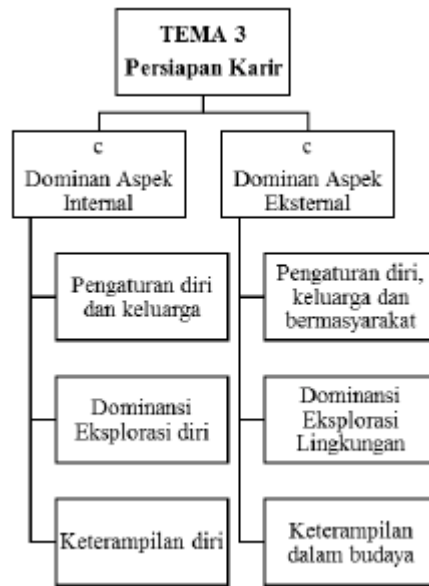 TEMA 3
Persiapan Karir
c
Dominan Aspek
Internal
Pengaturan diri
dan keluarga
Dominansi
Eksplorasi diri
Keterampilan diri
c
Dominan Aspek
Eksternal
Pengaturan diri,
keluarga dan
bermasyarakat
Dominansi
Eksplorasi
Lingkungan
Keterampilan
dalam budaya